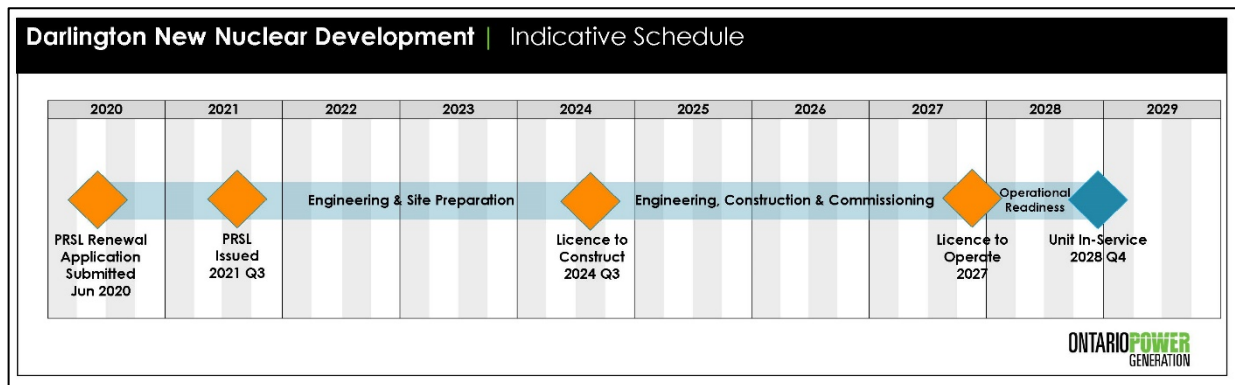 Darlington New Nuclear Development | Indicative Schedule
2020 2021 2022 2023 2024 2025 2026 2027 2028 2029
Engineering & Site Preparation
Engineering, Construction & Commissioning
Operational
Readiness
PRSL Renewal
Application
Submitted
Jun 2020
PRSL
Issued
2021 Q3
Licence to
Construct
2024 Q3
Licence to
Operate
2027
Unit In-Service
2028 Q4
ONTARIOPOWER
GENERATION